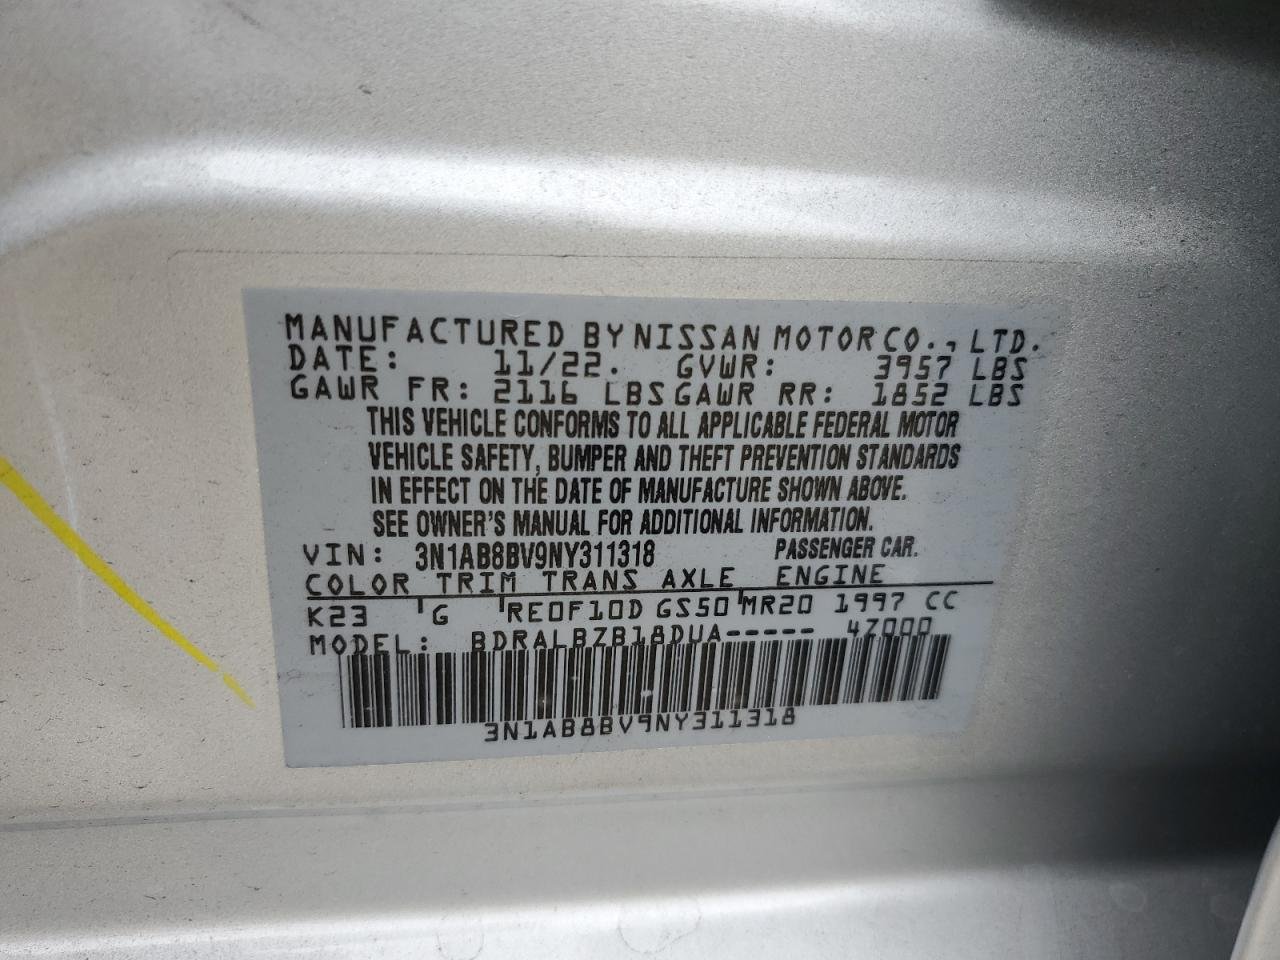 MANUFACTURED BY NISSAN MOTOR CO., LTD.
DATE: 11/22. GVWR: 3957 LBS
GAWR FR: 2116 LBS GAWR RR: 1852 LBS
THIS VEHICLE CONFORMS TO ALL APPLICABLE FEDERAL MOTOR
VEHICLE SAFETY, BUMPER AND THEFT PREVENTION STANDARDS
IN EFFECT ON THE DATE OF MANUFACTURE SHOWN ABOVE.
SEE OWNER'S MANUAL FOR ADDITIONAL INFORMATION.
VIN: 3N1AB8BV9NY311318 PASSENGER CAR.
COLOR TRIM TRANS AXLE ENGINE
K23 G RE0F10D GS50 MR20 1997 CC
MODEL: BDRALBZB18DUA----- 4Z000
3N1AB8BV9NY311318